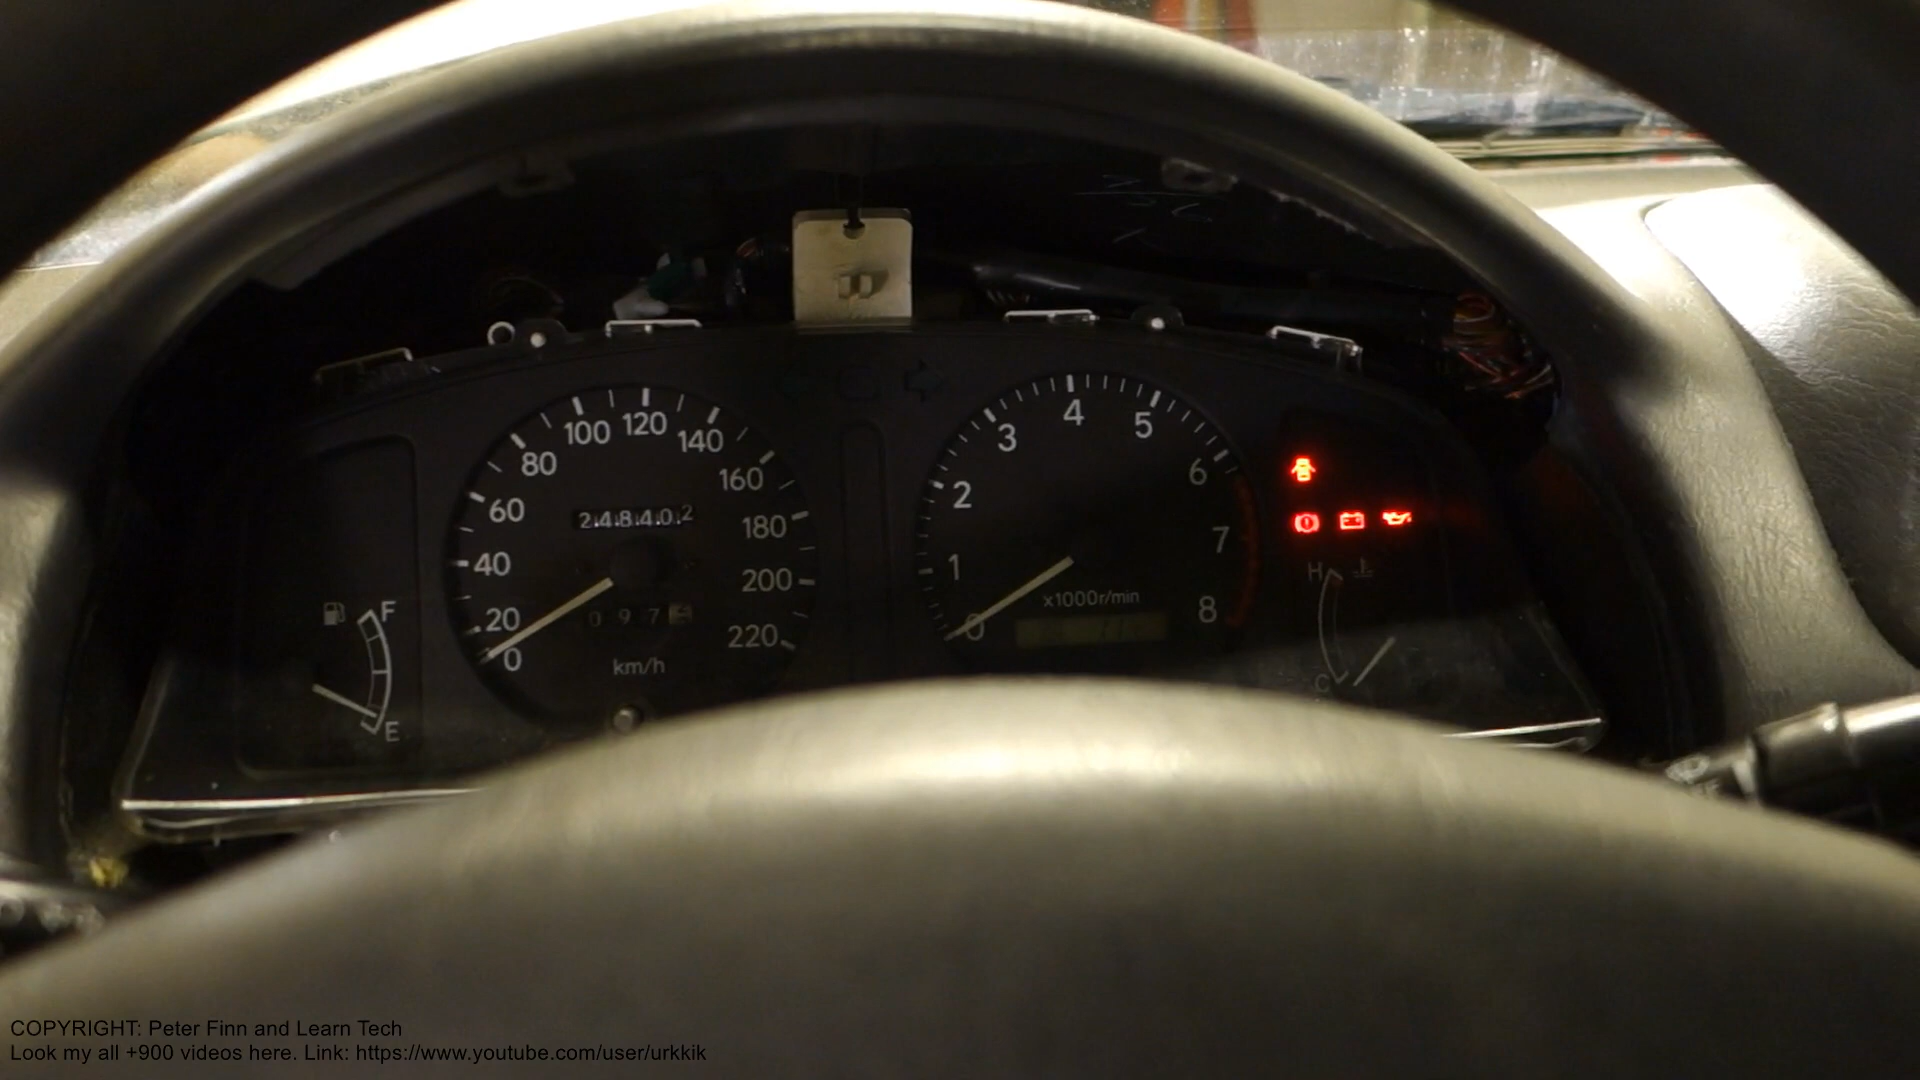 100 120 140
80 160
60 180
40 200
20 220
0
248402
097
km/h
F
E
0 1 2 3 4 5 6 7 8
x1000r/min
H
C
COPYRIGHT: Peter Finn and Learn Tech
Look my all +900 videos here. Link: https://www.youtube.com/user/urkkik